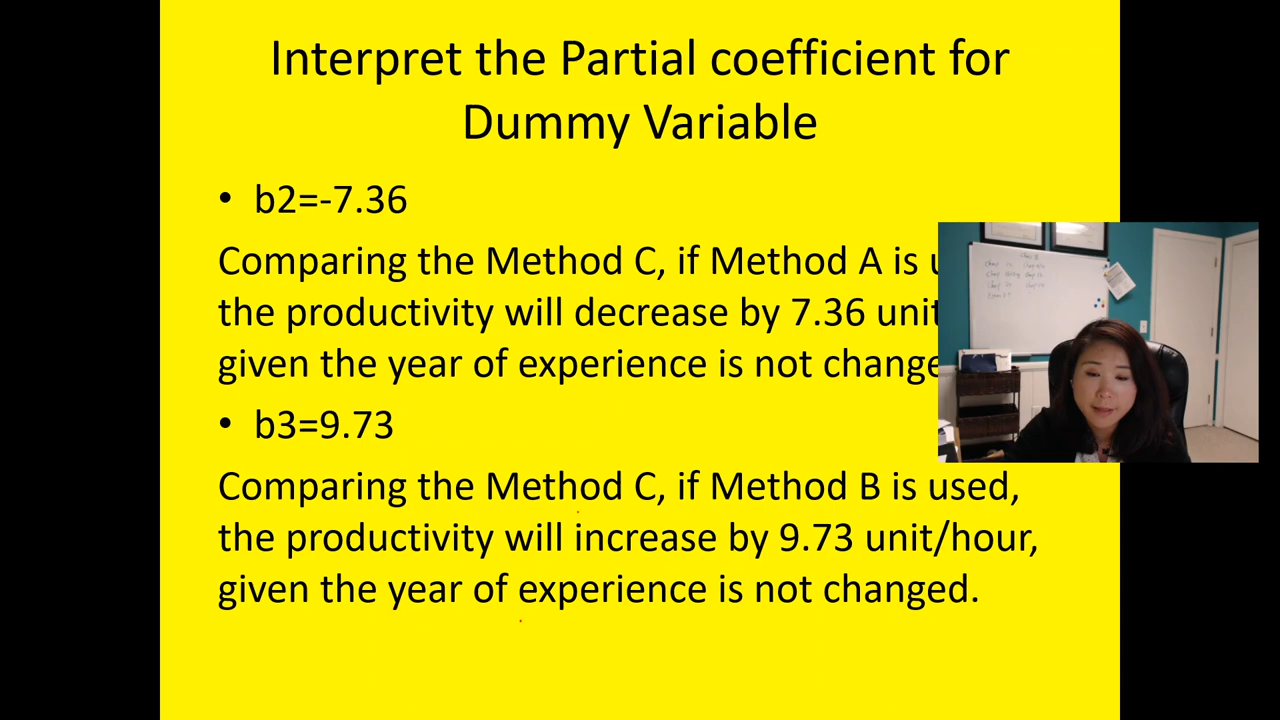 Interpret the Partial coefficient for
Dummy Variable
• b2=-7.36
Comparing the Method C, if Method A is
the productivity will decrease by 7.36
given the year of experience is not
• b3=9.73
Comparing the Method C, if Method B is used,
the productivity will increase by 9.73 unit/hour,
given the year of experience is not changed.